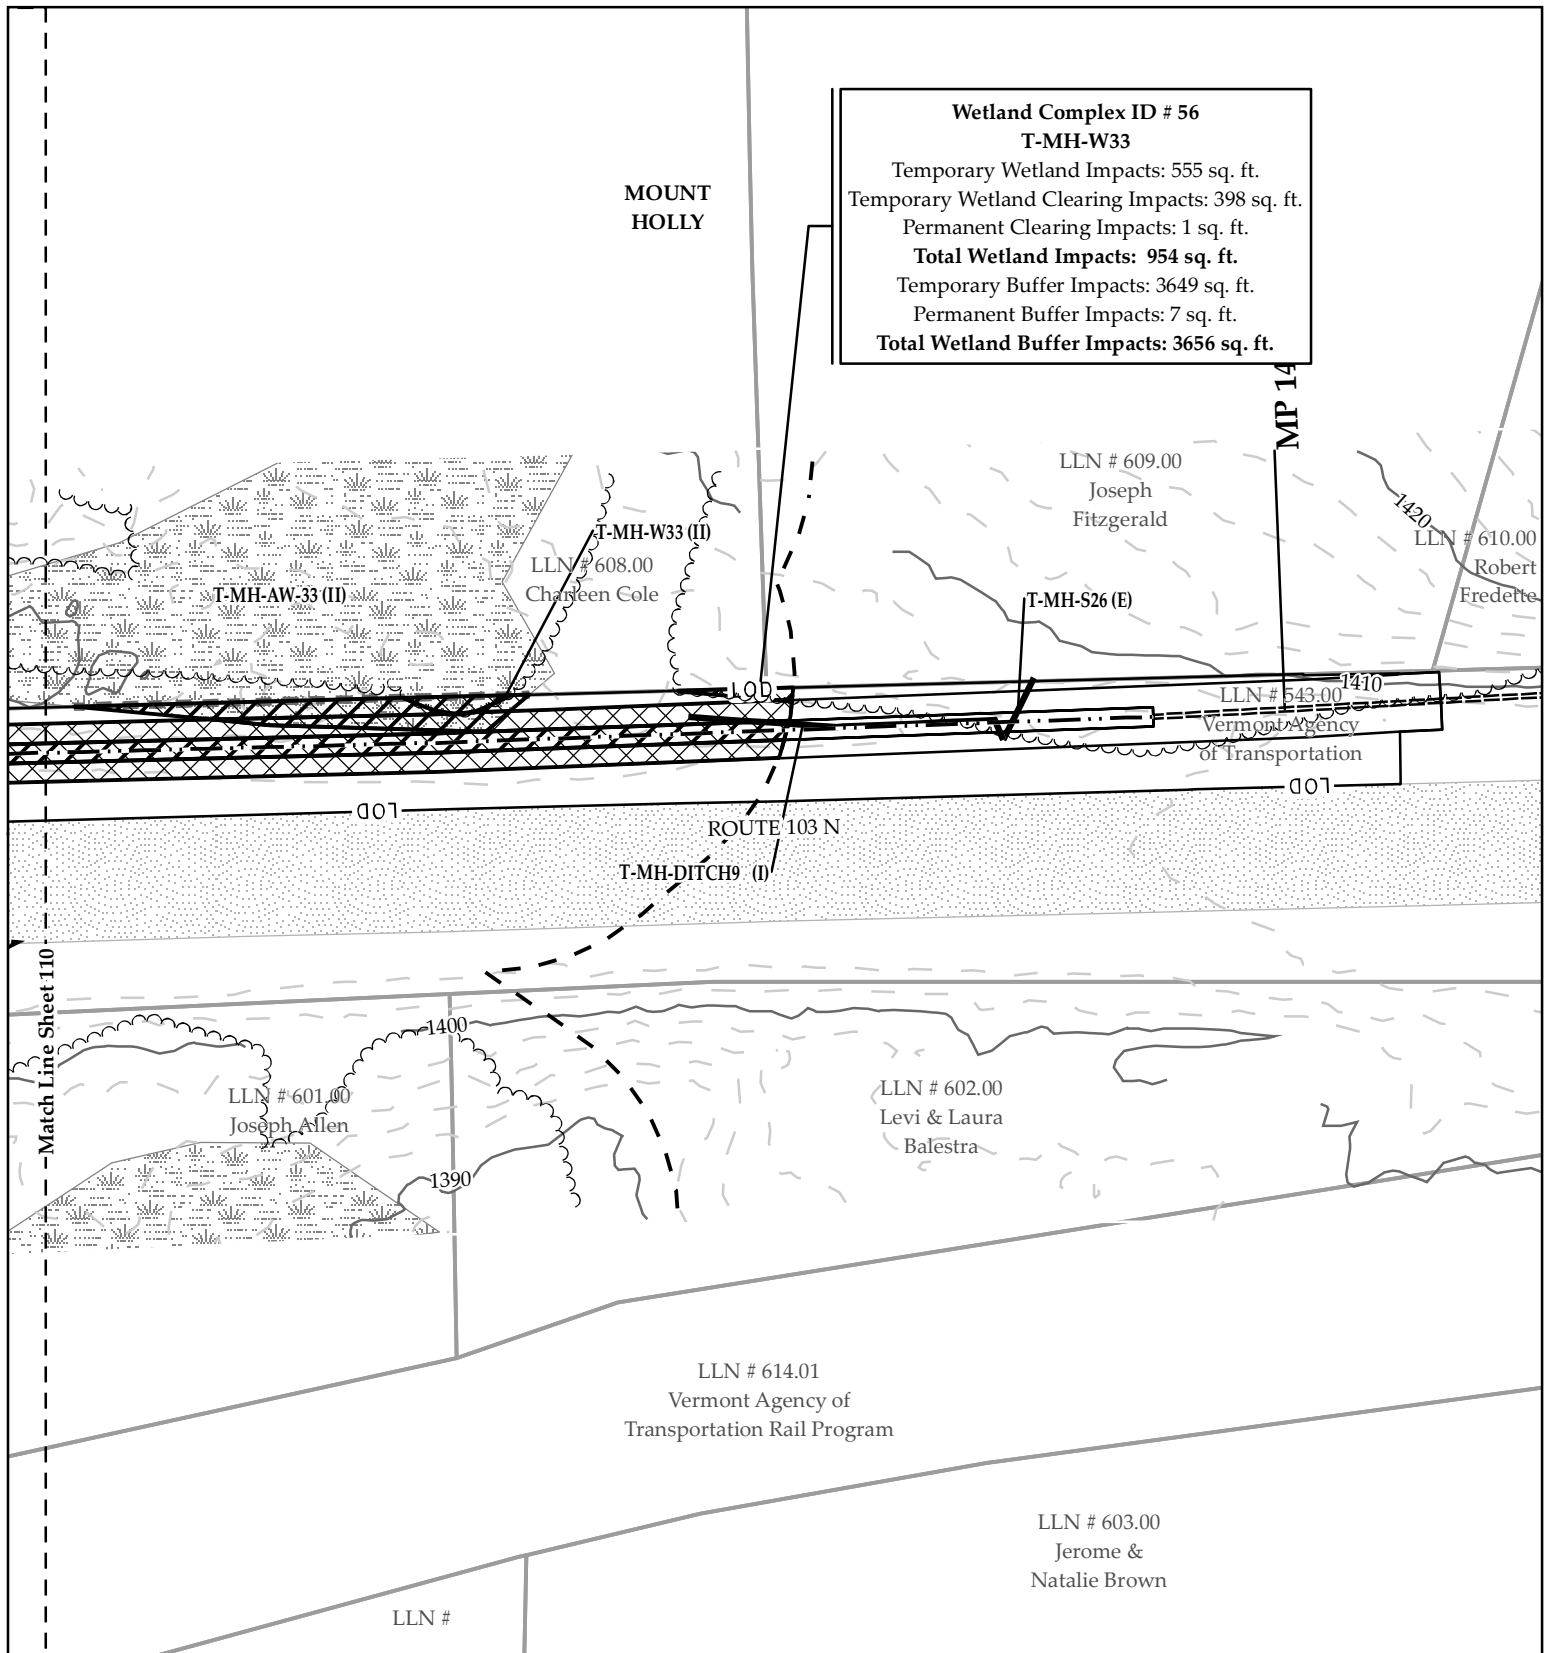 Wetland Complex ID # 56
T-MH-W33
Temporary Wetland Impacts: 555 sq. ft.
Temporary Wetland Clearing Impacts: 398 sq. ft.
Permanent Clearing Impacts: 1 sq. ft.
Total Wetland Impacts:  954 sq. ft.
Temporary Buffer Impacts: 3649 sq. ft.
Permanent Buffer Impacts: 7 sq. ft.
Total Wetland Buffer Impacts: 3656 sq. ft.
MOUNT
HOLLY
MP 14
LLN # 609.00
Joseph
Fitzgerald
1420
LLN # 610.00
Robert
Fredette
T-MH-W33 (II)
LLN # 608.00
Charleen Cole
T-MH-AW-33 (II)
T-MH-S26 (E)
LOD
1410
LLN # 543.00
Vermont Agency
of Transportation
LOD
LOD
ROUTE 103 N
T-MH-DITCH9  (I)
Match Line Sheet 110
1400
LLN # 601.00
Joseph Allen
LLN # 602.00
Levi & Laura
Balestra
1390
LLN # 614.01
Vermont Agency of
Transportation Rail Program
LLN # 603.00
Jerome &
Natalie Brown
LLN #